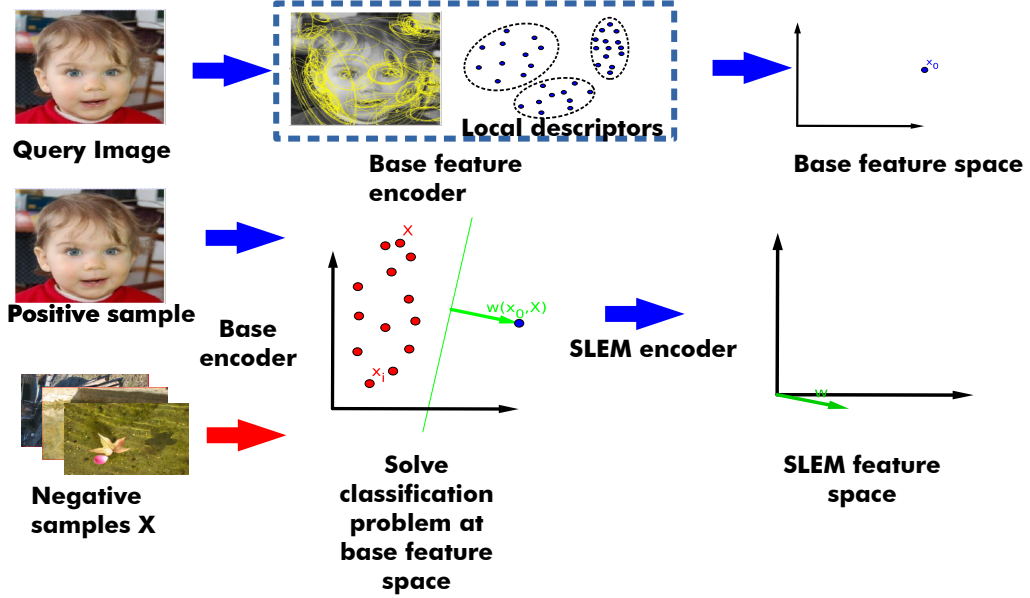 Local descriptors
x0
Query Image
Base feature
encoder
Base feature space
X
w(x0,X)
Positive sample
Base
encoder
SLEM encoder
xi
w
Solve
classification
problem at
base feature
space
SLEM feature
space
Negative
samples X